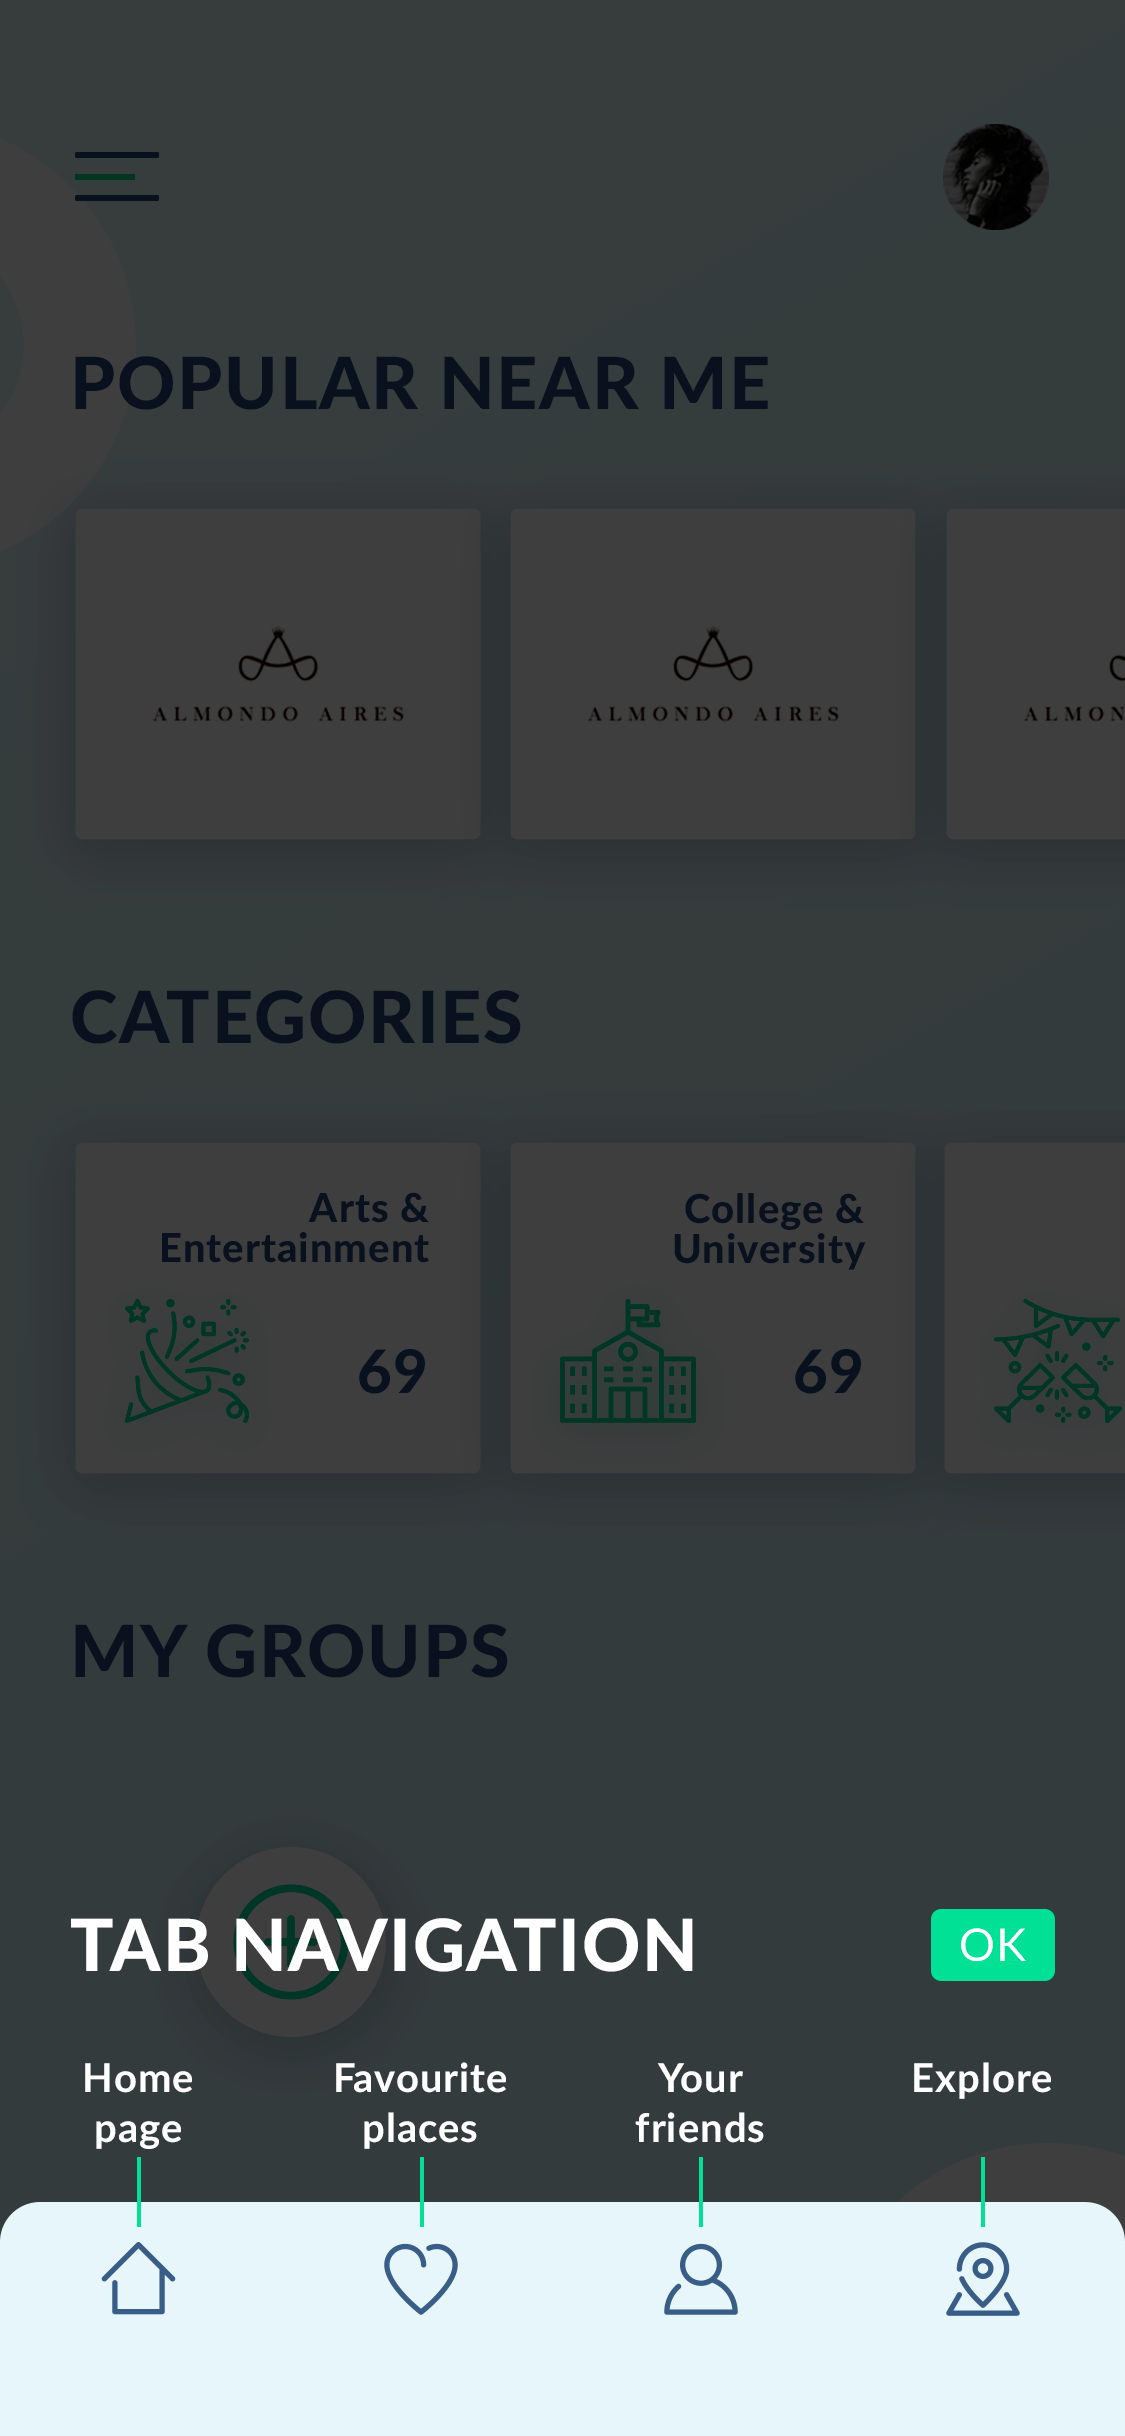 POPULAR NEAR ME
ALMONDO AIRES
ALMONDO AIRES
ALMON
CATEGORIES
Arts &
Entertainment
69
College &
University
69
MY GROUPS
TAB NAVIGATION
OK
Home
page
Favourite
places
Your
friends
Explore